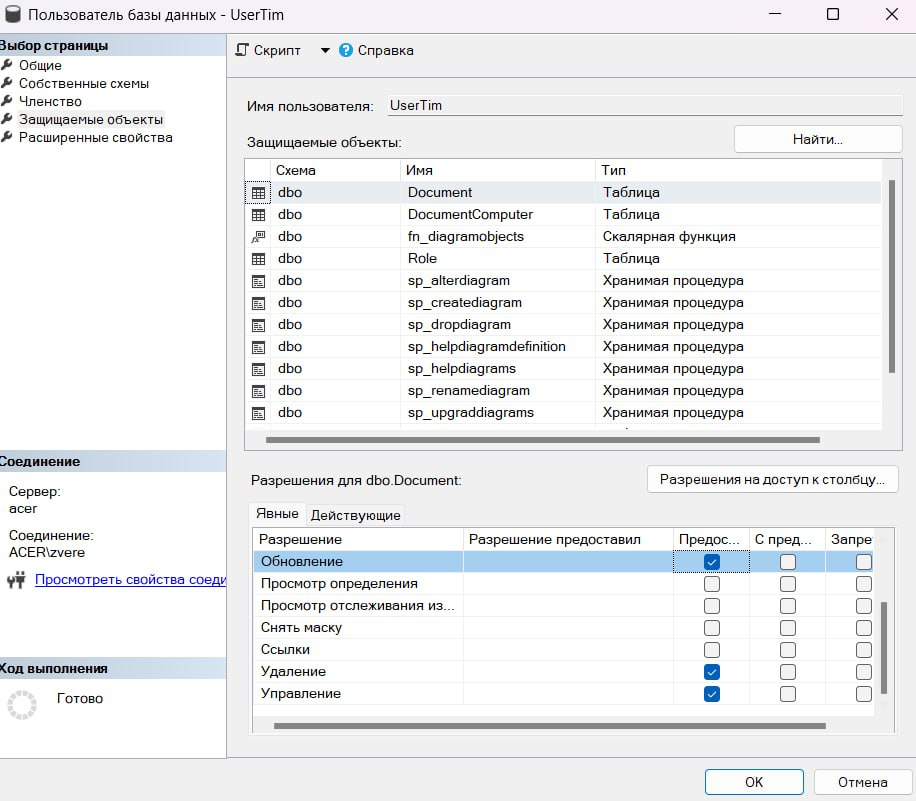 Пользователь базы данных - UserTim
Выбор страницы
Общие
Собственные схемы
Членство
Защищаемые объекты
Расширенные свойства
Соединение
Сервер:
acer
Соединение:
ACER\zvere
Просмотреть свойства соеди
Ход выполнения
Готово
Скрипт Справка
Имя пользователя: UserTim
Защищаемые объекты: Найти...
Схема Имя Тип
dbo Document Таблица
dbo DocumentComputer Таблица
dbo fn_diagramobjects Скалярная функция
dbo Role Таблица
dbo sp_alterdiagram Хранимая процедура
dbo sp_creatediagram Хранимая процедура
dbo sp_dropdiagram Хранимая процедура
dbo sp_helpdiagramdefinition Хранимая процедура
dbo sp_helpdiagrams Хранимая процедура
dbo sp_renamediagram Хранимая процедура
dbo sp_upgraddiagrams Хранимая процедура
Разрешения для dbo.Document: Разрешения на доступ к столбцу...
Явные Действующие
Разрешение Разрешение предоставил Предос... С пред... Запре
Обновление
Просмотр определения
Просмотр отслеживания из...
Снять маску
Ссылки
Удаление
Управление
OK Отмена